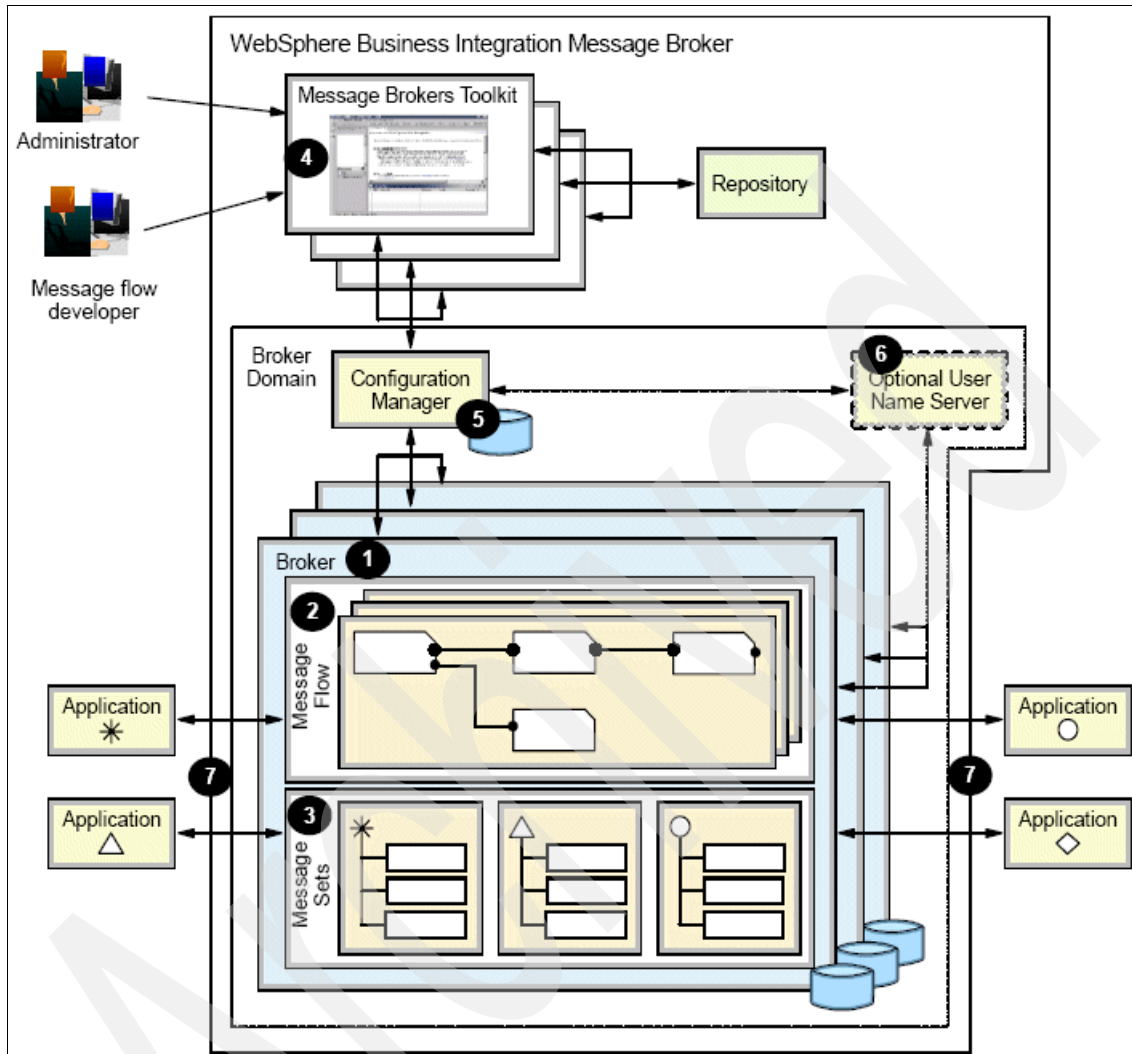 WebSphere Business Integration Message Broker
Message Brokers Toolkit
Administrator
4
Repository
Message flow
developer
Broker
Domain
Configuration
Manager
5
6
Optional User
Name Server
Broker
1
2
Message
Flow
Application
Application
7
7
3
Application
Application
Message
Sets
Archived